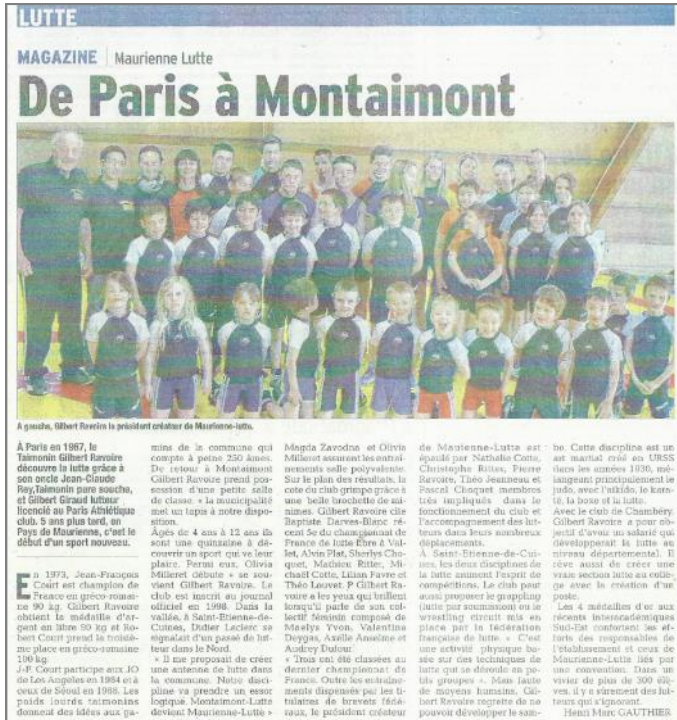 LUTTE
MAGAZINE | Maurienne Lutte
De Paris à Montaimont
A gauche, Gilbert Ravoire le président créateur de Maurienne-lutte.
À Paris en 1967, le
Taimonin Gilbert Ravoire
découvre la lutte grâce à
son oncle Jean-Claude
Ray,Taimonin pure souche,
et Gilbert Giraud lutteur
licencié au Paris Athlétique
club. 5 ans plus tard, en
Pays de Maurienne, c'est le
début d'un sport nouveau.
En 1973, Jean-François
Court est champion de
France en gréco-romaine
90 kg. Gilbert Ravoire
obtient la médaille d'ar-
gent en libre 90 kg et Ro-
bert Court prend la troisiè-
me place en gréco-romaine
100 kg.
J-F. Court participe aux JO
de Los Angeles en 1984 et à
ceux de Séoul en 1988. Les
poids lourds taimonins
donnent des idées aux ga-
mins de la commune qui
compte à peine 250 âmes.
De retour à Montaimont
Gilbert Ravoire prend pos-
session d'une petite salle
de classe. « la municipalité
met un tapis à notre dispo-
sition.
Âgés de 4 ans à 12 ans ils
sont une quinzaine à dé-
couvrir un sport qui va leur
plaire. Parmi eux, Olivia
Milleret débute » se sou-
vient Gilbert Ravoire. Le
club est inscrit au journal
officiel en 1998. Dans la
vallée, à Saint-Etienne-de-
Cuines, Didier Leclerc se
signalait d'un passé de lut-
teur dans le Nord.
« Il me proposait de créer
une antenne de lutte dans
la commune. Notre disci-
pline va prendre un essor
logique. Montaimont-Lutte
devient Maurienne-Lutte »
Magda Zavodna et Olivia
Milleret assurent les entraî-
nements salle polyvalente.
Sur le plan des résultats, la
cote du club grimpe grâce à
une belle brochette de mi-
nimes. Gilbert Ravoire cite
Baptiste Darves-Blanc ré-
cent 5e du championnat de
France de lutte libre à Val-
let, Alvin Plat, Sherlys Cho-
quet, Mathieu Ritter, Mi-
chaël Cotte, Lilian Favre et
Théo Louvet. P. Gilbert Ra-
voire a les yeux qui brillent
lorsqu'il parle de son col-
lectif féminin composé de
Maelys Yvon, Valentine
Deygas, Axelle Anselme et
Audrey Dufour.
« Trois ont été classées au
dernier championnat de
France. Outre les entraîne-
ments dispensés par les ti-
tulaires de brevets fédé-
raux, le président créateur
de Maurienne-Lutte est
épaulé par Nathalie Cotte,
Christophe Ritter, Pierre
Ravoire, Théo Jeanneau et
Pascal Choquet membres
très impliqués dans le
fonctionnement du club et
l'accompagnement des lut-
teurs dans leurs nombreux
déplacements.
À Saint-Etienne-de-Cui-
nes, les deux disciplines de
la lutte animent l'esprit de
compétitions. Le club peut
aussi proposer le grappling
(lutte par soumission) ou le
wrestling circuit mis en
place par la fédération
française de lutte. « C'est
une activité physique ba-
sée sur des techniques de
lutte qui se déroule en pe-
tits groupes ». Mais faute
de moyens humains, Gil-
bert Ravoire regrette de ne
pouvoir développer le sam-
bo. Cette discipline est un
art martial créé en URSS
dans les années 1930, mé-
langeant principalement le
judo, avec l'aïkido, le kara-
té, la boxe et la lutte.
Avec le club de Chambéry,
Gilbert Ravoire a pour ob-
jectif d'avoir un salarié qui
développerait la lutte au
niveau départemental. Il
rêve aussi de créer une
vraie section lutte au collè-
ge avec la création d'un
poste.
Les 4 médailles d'or aux
récents interacadémiques
Sud-Est confortent les ef-
forts des responsables de
l'établissement et ceux de
Maurienne-Lutte liés par
une convention. Dans un
vivier de plus de 300 élè-
ves, il y a sûrement des lut-
teurs qui s'ignorent.
Henri Marc GAUTHIER